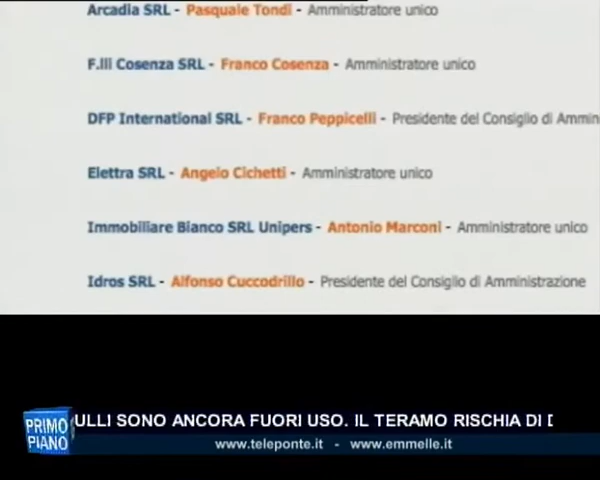 Arcadia SRL - Pasquale Tondi - Amministratore unico
F.lli Cosenza SRL - Franco Cosenza - Amministratore unico
DFP International SRL - Franco Peppicelli - Presidente del Consiglio di Ammin
Elettra SRL - Angelo Cichetti - Amministratore unico
Immobiliare Bianco SRL Unipers - Antonio Marconi - Amministratore unico
Idros SRL - Alfonso Cuccodrillo - Presidente del Consiglio di Amministrazione
PRIMO PIANO
ULLI SONO ANCORA FUORI USO. IL TERAMO RISCHIA DI
www.teleponte.it - www.emmelle.it